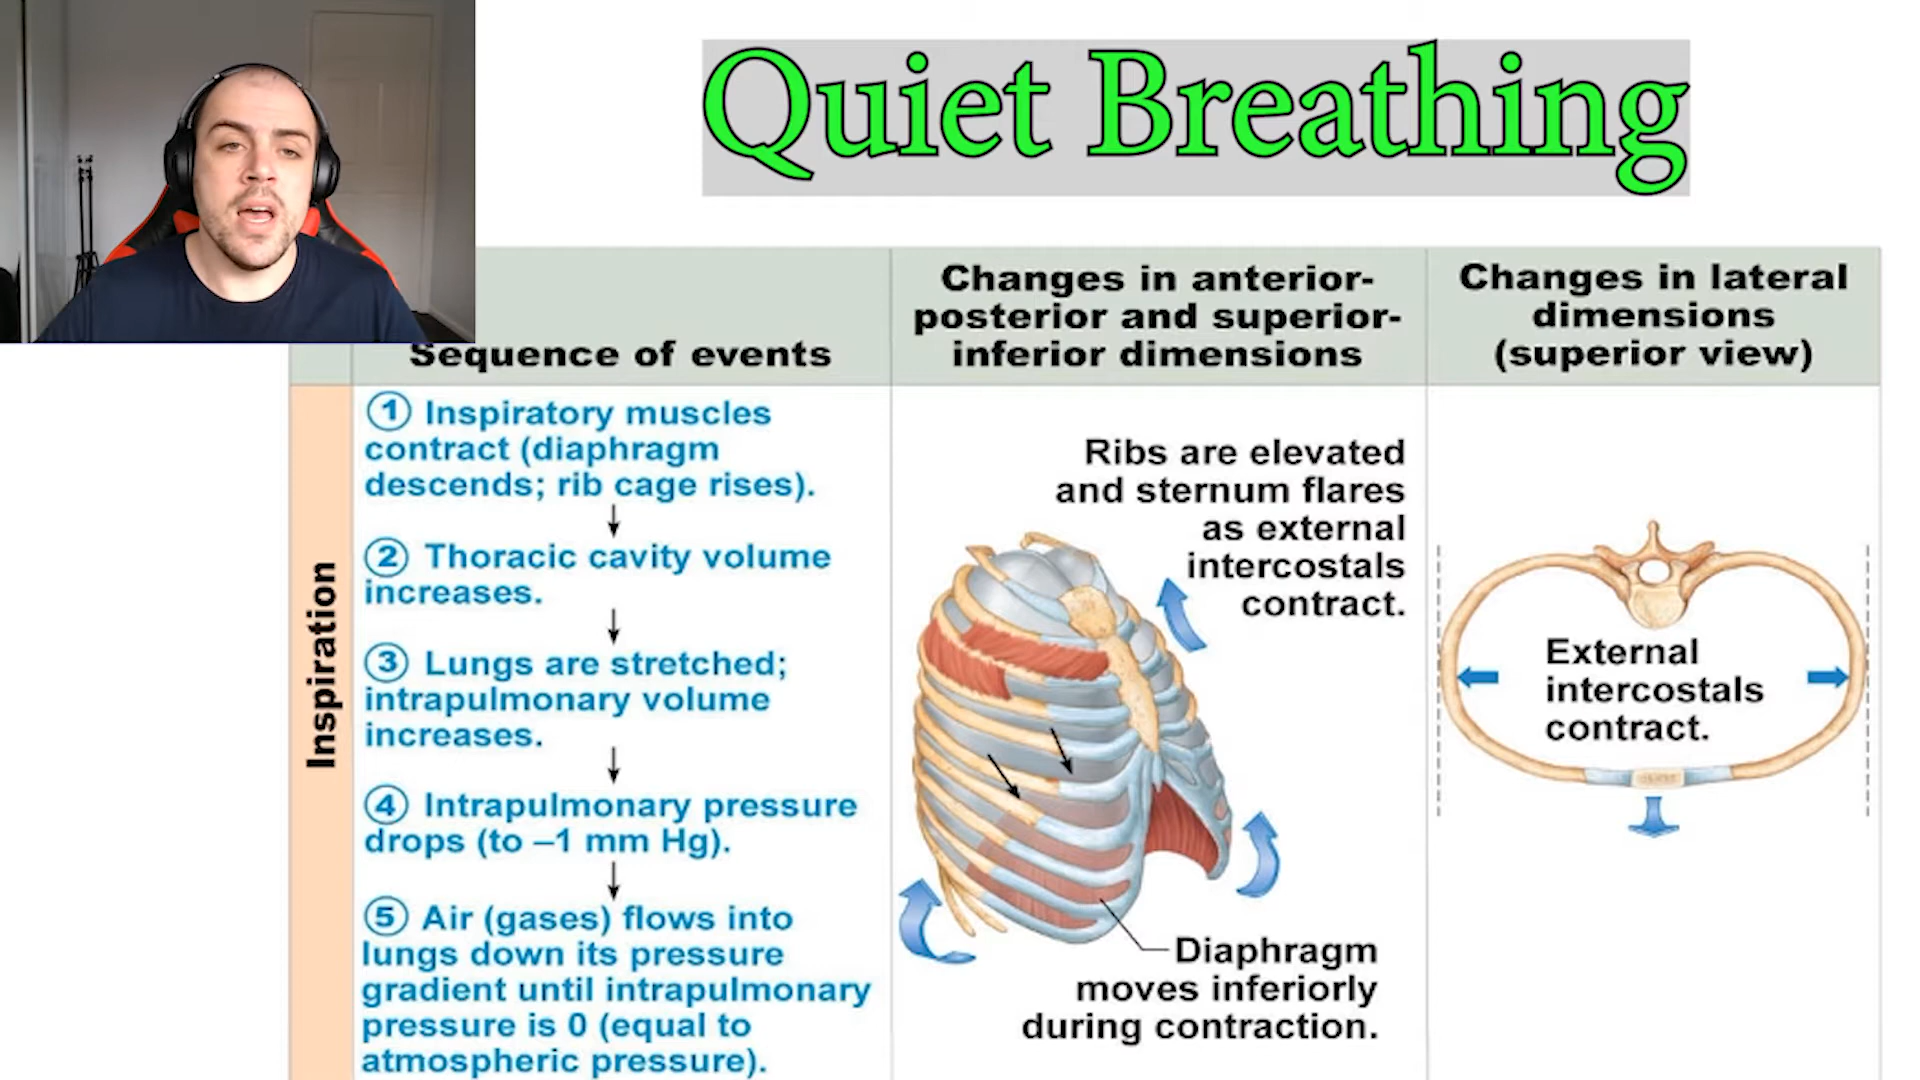 Quiet Breathing
Sequence of events
Changes in anterior-
posterior and superior-
inferior dimensions
Changes in lateral
dimensions
(superior view)
Inspiration
① Inspiratory muscles
contract (diaphragm
descends; rib cage rises).
② Thoracic cavity volume
increases.
③ Lungs are stretched;
intrapulmonary volume
increases.
④ Intrapulmonary pressure
drops (to –1 mm Hg).
⑤ Air (gases) flows into
lungs down its pressure
gradient until intrapulmonary
pressure is 0 (equal to
atmospheric pressure).
Ribs are elevated
and sternum flares
as external
intercostals
contract.
Diaphragm
moves inferiorly
during contraction.
External
intercostals
contract.